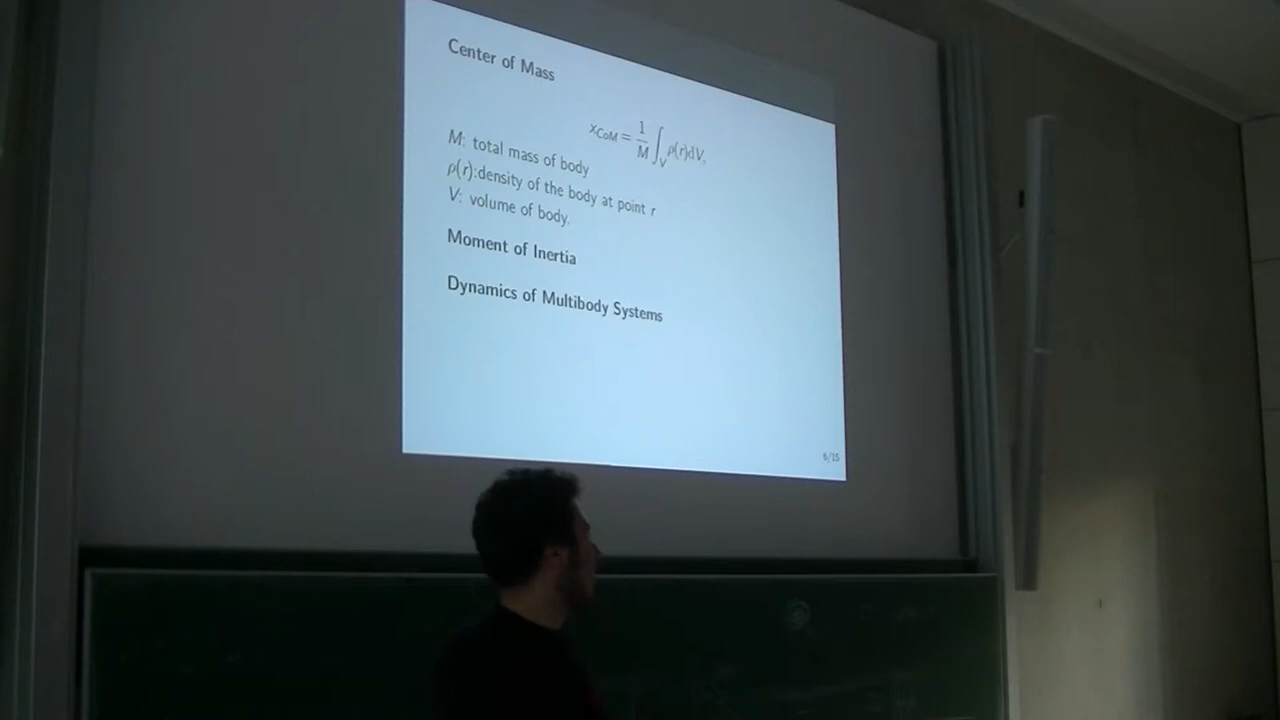 Center of Mass
x_CoM = 1/M ∫_V ρ(r)dV,
M: total mass of body
ρ(r):density of the body at point r
V: volume of body.
Moment of Inertia
Dynamics of Multibody Systems
6/15